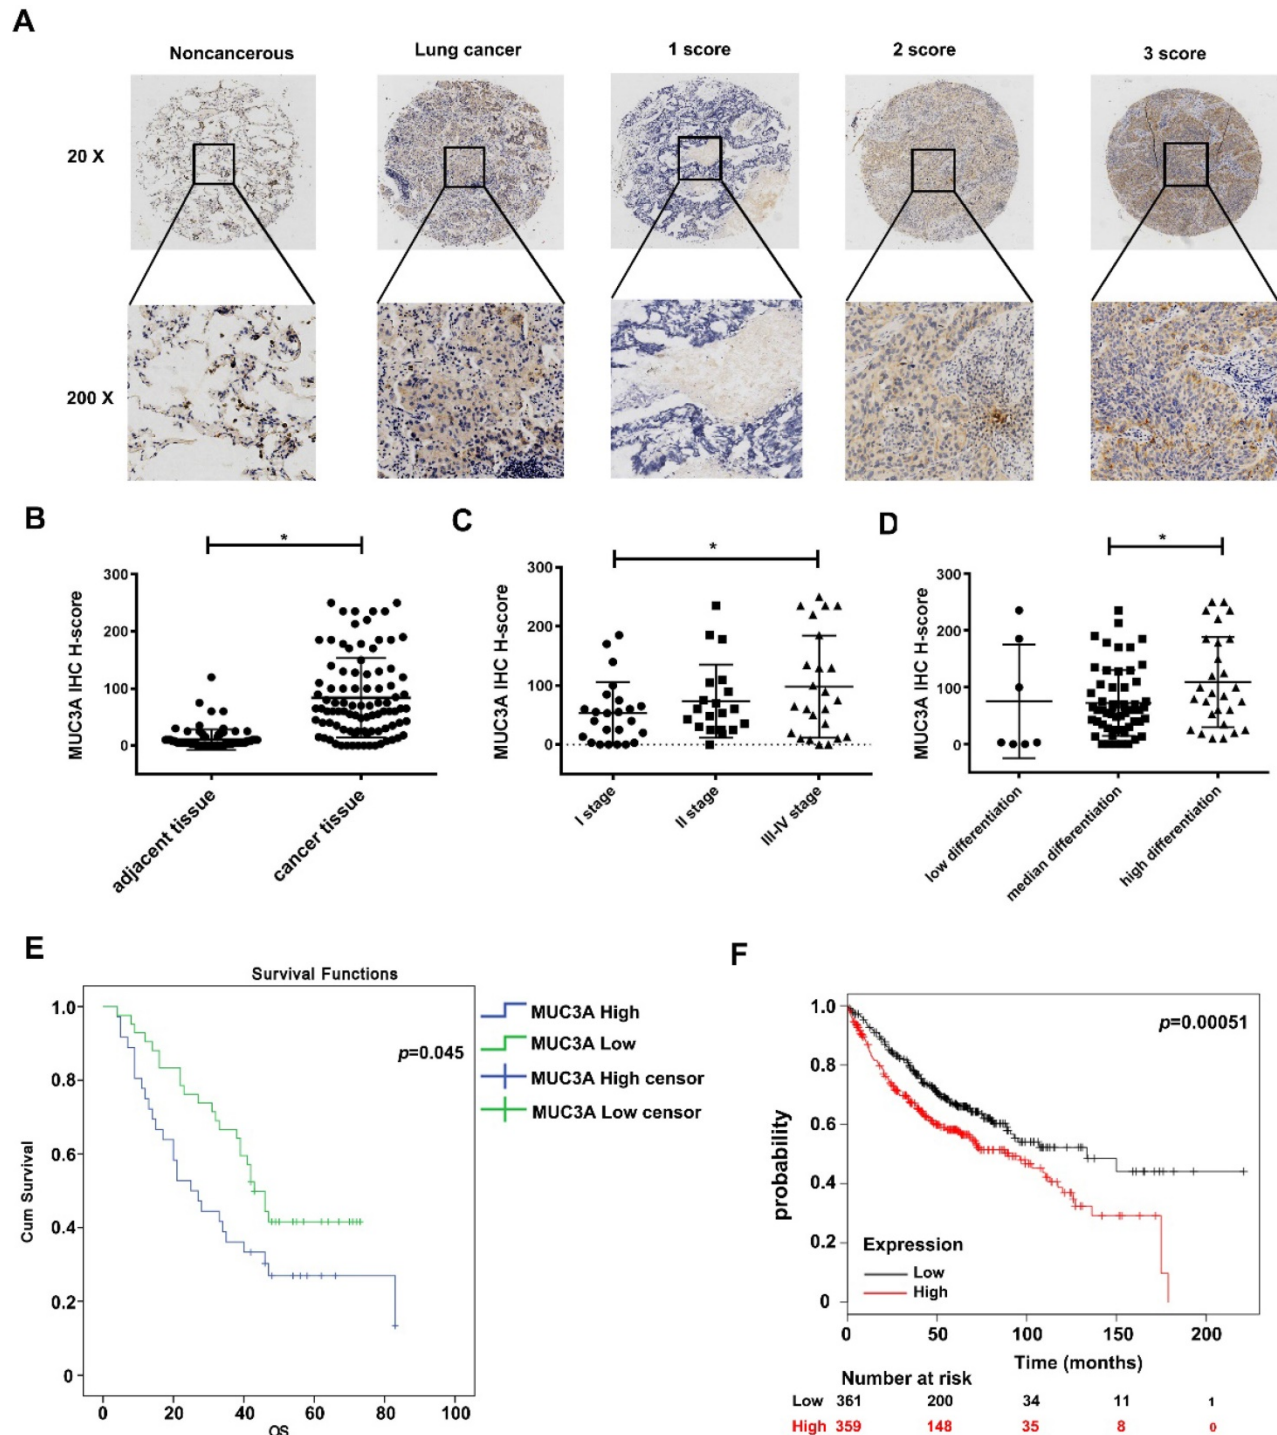 A
Noncancerous Lung cancer 1 score 2 score 3 score
20 X
200 X
B
*
MUC3A IHC H-score
300
200
100
0
adjacent tissue
cancer tissue
C
*
MUC3A IHC H-score
300
200
100
0
I stage
II stage
III-IV stage
D
*
MUC3A IHC H-score
300
200
100
0
low differentiation
median differentiation
high differentiation
E
Survival Functions
p=0.045
MUC3A High
MUC3A Low
MUC3A High censor
MUC3A Low censor
Cum Survival
1.0
0.8
0.6
0.4
0.2
0
0 20 40 60 80 100
OS
F
p=0.00051
probability
1.0
0.8
0.6
0.4
0.2
0
Expression
Low
High
0 50 100 150 200
Time (months)
Number at risk
Low 361 200 34 11 1
High 359 148 35 8 0